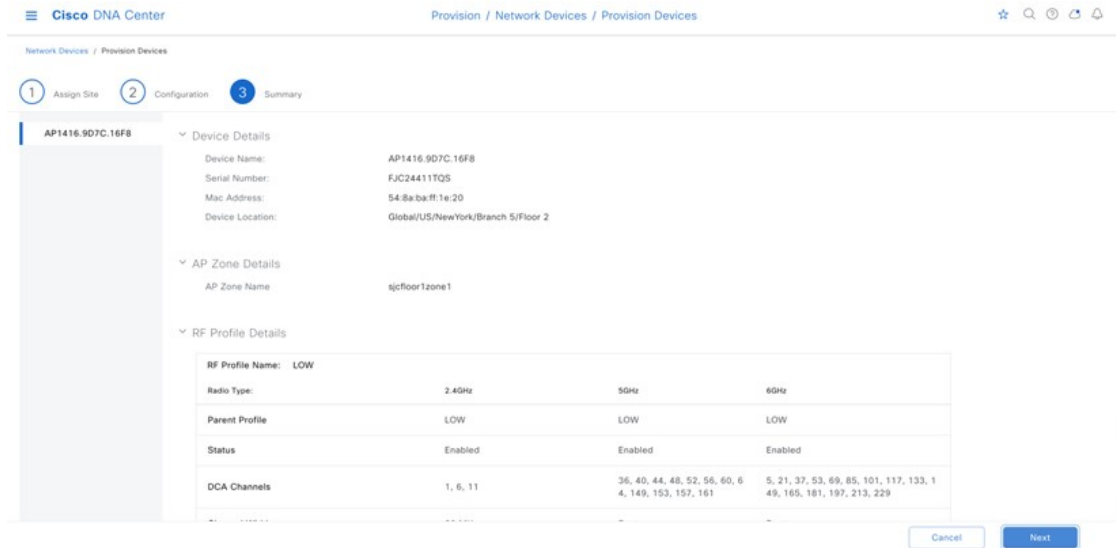 Cisco DNA Center
Provision / Network Devices / Provision Devices
Network Devices / Provision Devices
1 Assign Site 2 Configuration 3 Summary
AP1416.9D7C.16F8
Device Details
Device Name: AP1416.9D7C.16F8
Serial Number: FJC24411TQS
Mac Address: 54:8a:ba:ff:1e:20
Device Location: Global/US/NewYork/Branch 5/Floor 2
AP Zone Details
AP Zone Name sjcfloor1zone1
RF Profile Details
RF Profile Name: LOW
Radio Type: 2.4GHz 5GHz 6GHz
Parent Profile LOW LOW LOW
Status Enabled Enabled Enabled
DCA Channels 1, 6, 11 36, 40, 44, 48, 52, 56, 60, 6 5, 21, 37, 53, 69, 85, 101, 117, 133, 1
4, 149, 153, 157, 161 49, 165, 181, 197, 213, 229
Cancel Next